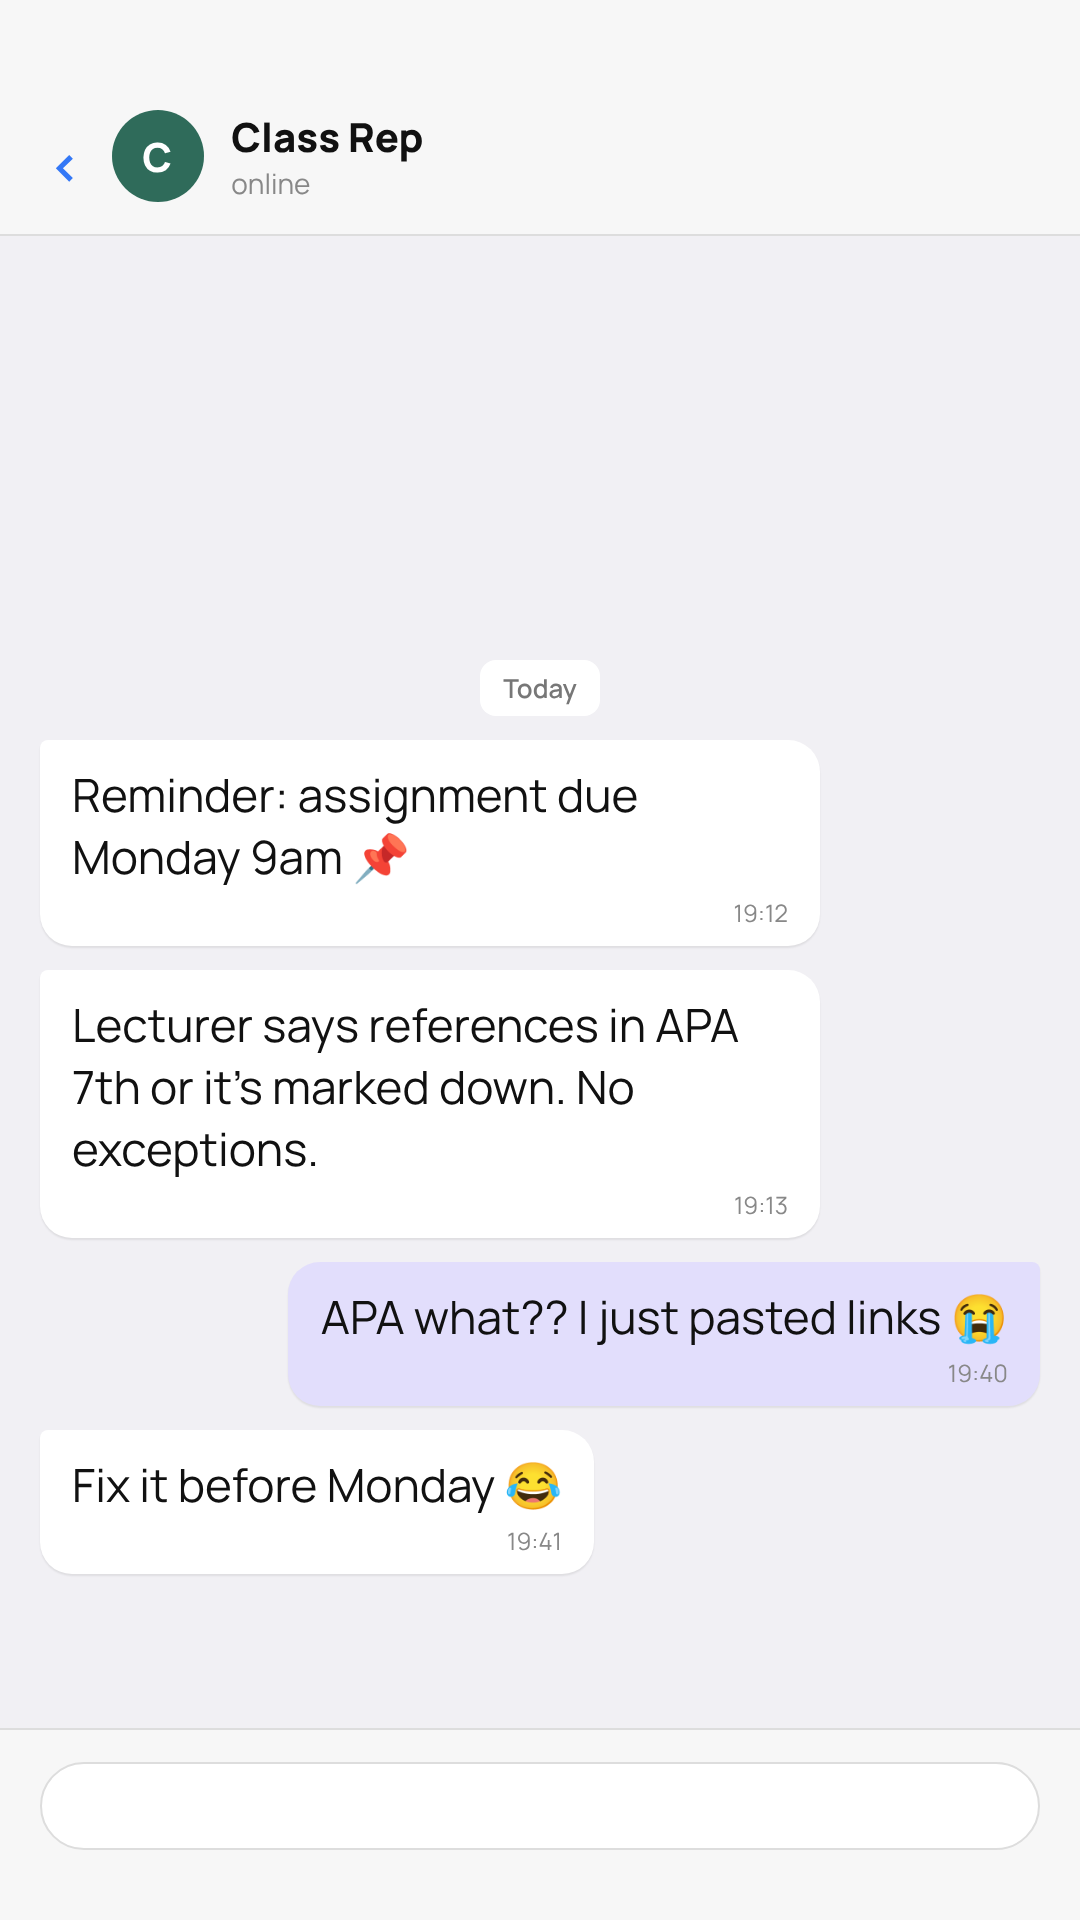 C
Class Rep
online
Today
Reminder: assignment due
Monday 9am 📌
19:12
Lecturer says references in APA
7th or it’s marked down. No
exceptions.
19:13
APA what?? I just pasted links 😭
19:40
Fix it before Monday 😂
19:41